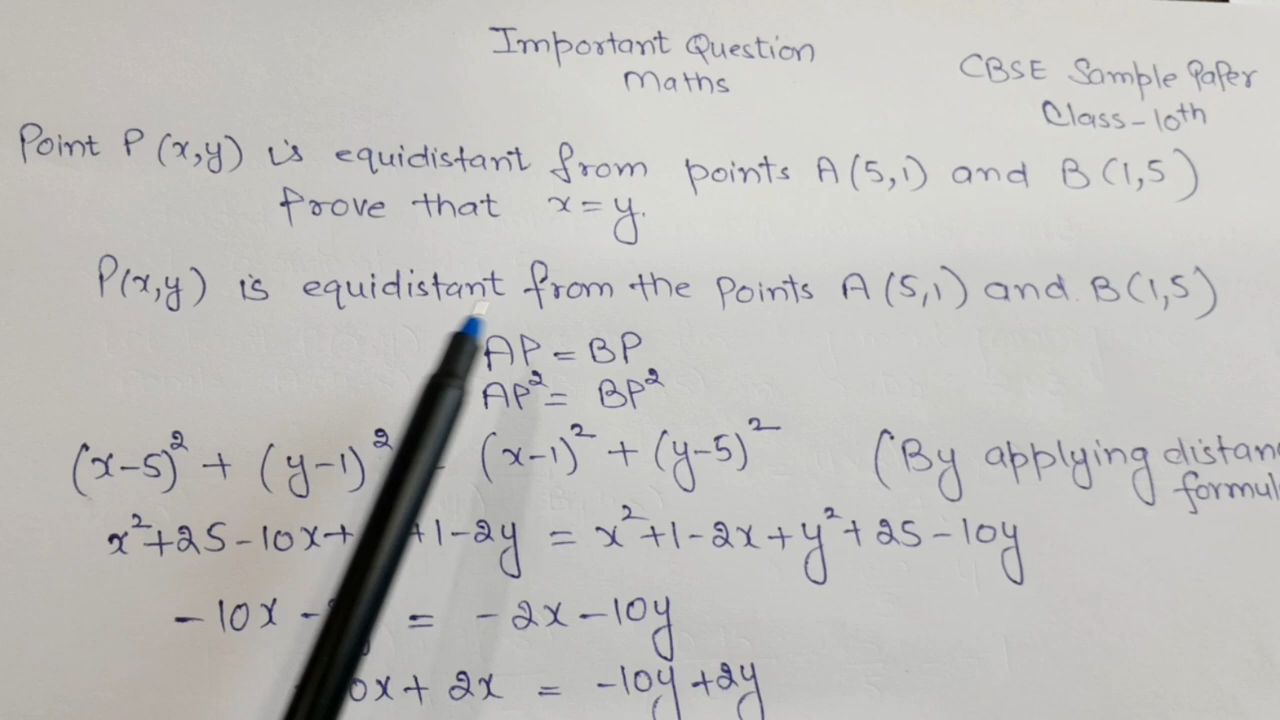 Important Question
Maths
CBSE Sample Paper
Class-10th
Point P(x,y) is equidistant from points A(5,1) and B(1,5)
Prove that x=y.
P(x,y) is equidistant from the points A(5,1) and B(1,5)
AP = BP
AP² = BP²
(x-5)² + (y-1)² (x-1)² + (y-5)² (By applying
x²+25-10x+ +1-2y = x²+1-2x+y²+25-10y
-10x - = -2x-10y
x+ 2x = -10y+2y